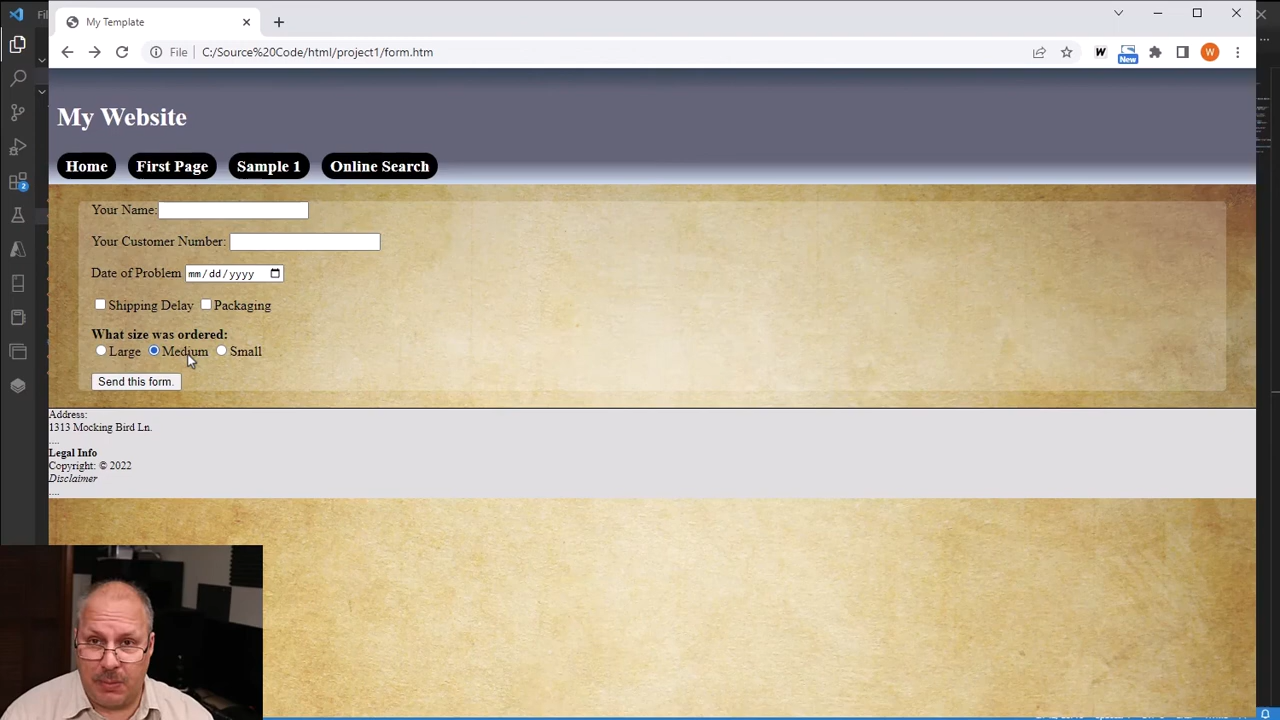 My Template
File C:/Source%20Code/html/project1/form.htm
W New W
My Website
Home First Page Sample 1 Online Search
Your Name:
Your Customer Number:
Date of Problem mm/dd/yyyy
Shipping Delay Packaging
What size was ordered:
Large Medium Small
Send this form.
Address:
1313 Mocking Bird Ln.
....
Legal Info
Copyright: © 2022
Disclaimer
....